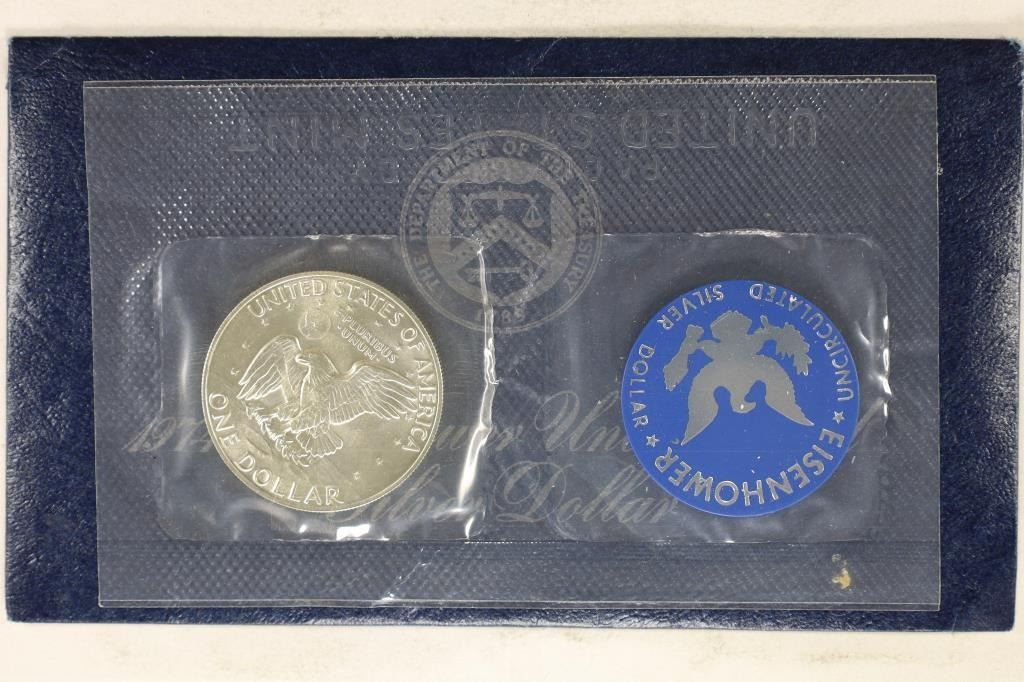 UNITED STATES MINT
THE DEPARTMENT OF THE TREASURY
UNITED STATES OF AMERICA
E PLURIBUS
UNUM
ONE DOLLAR
UNCIRCULATED SILVER DOLLAR
★ EISENHOWER ★
Silver Dollar